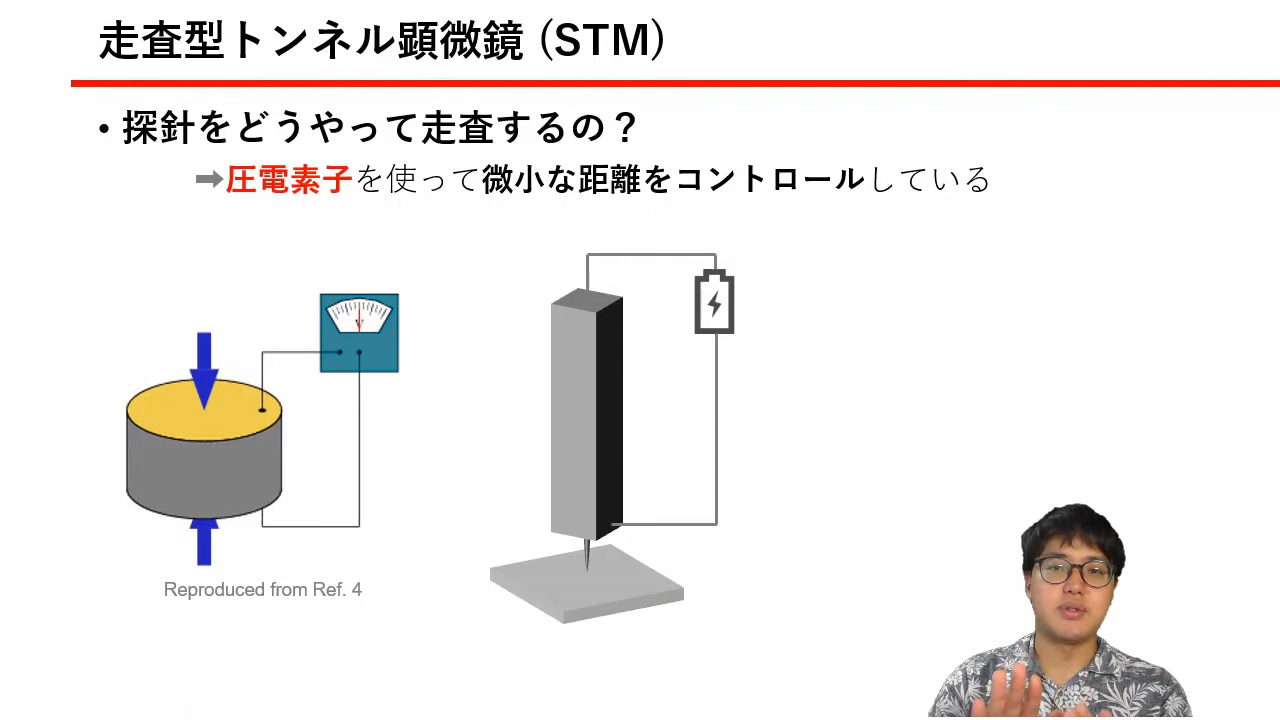 走査型トンネル顕微鏡 (STM)
• 探針をどうやって走査するの？
➡圧電素子を使って微小な距離をコントロールしている
V
Reproduced from Ref. 4